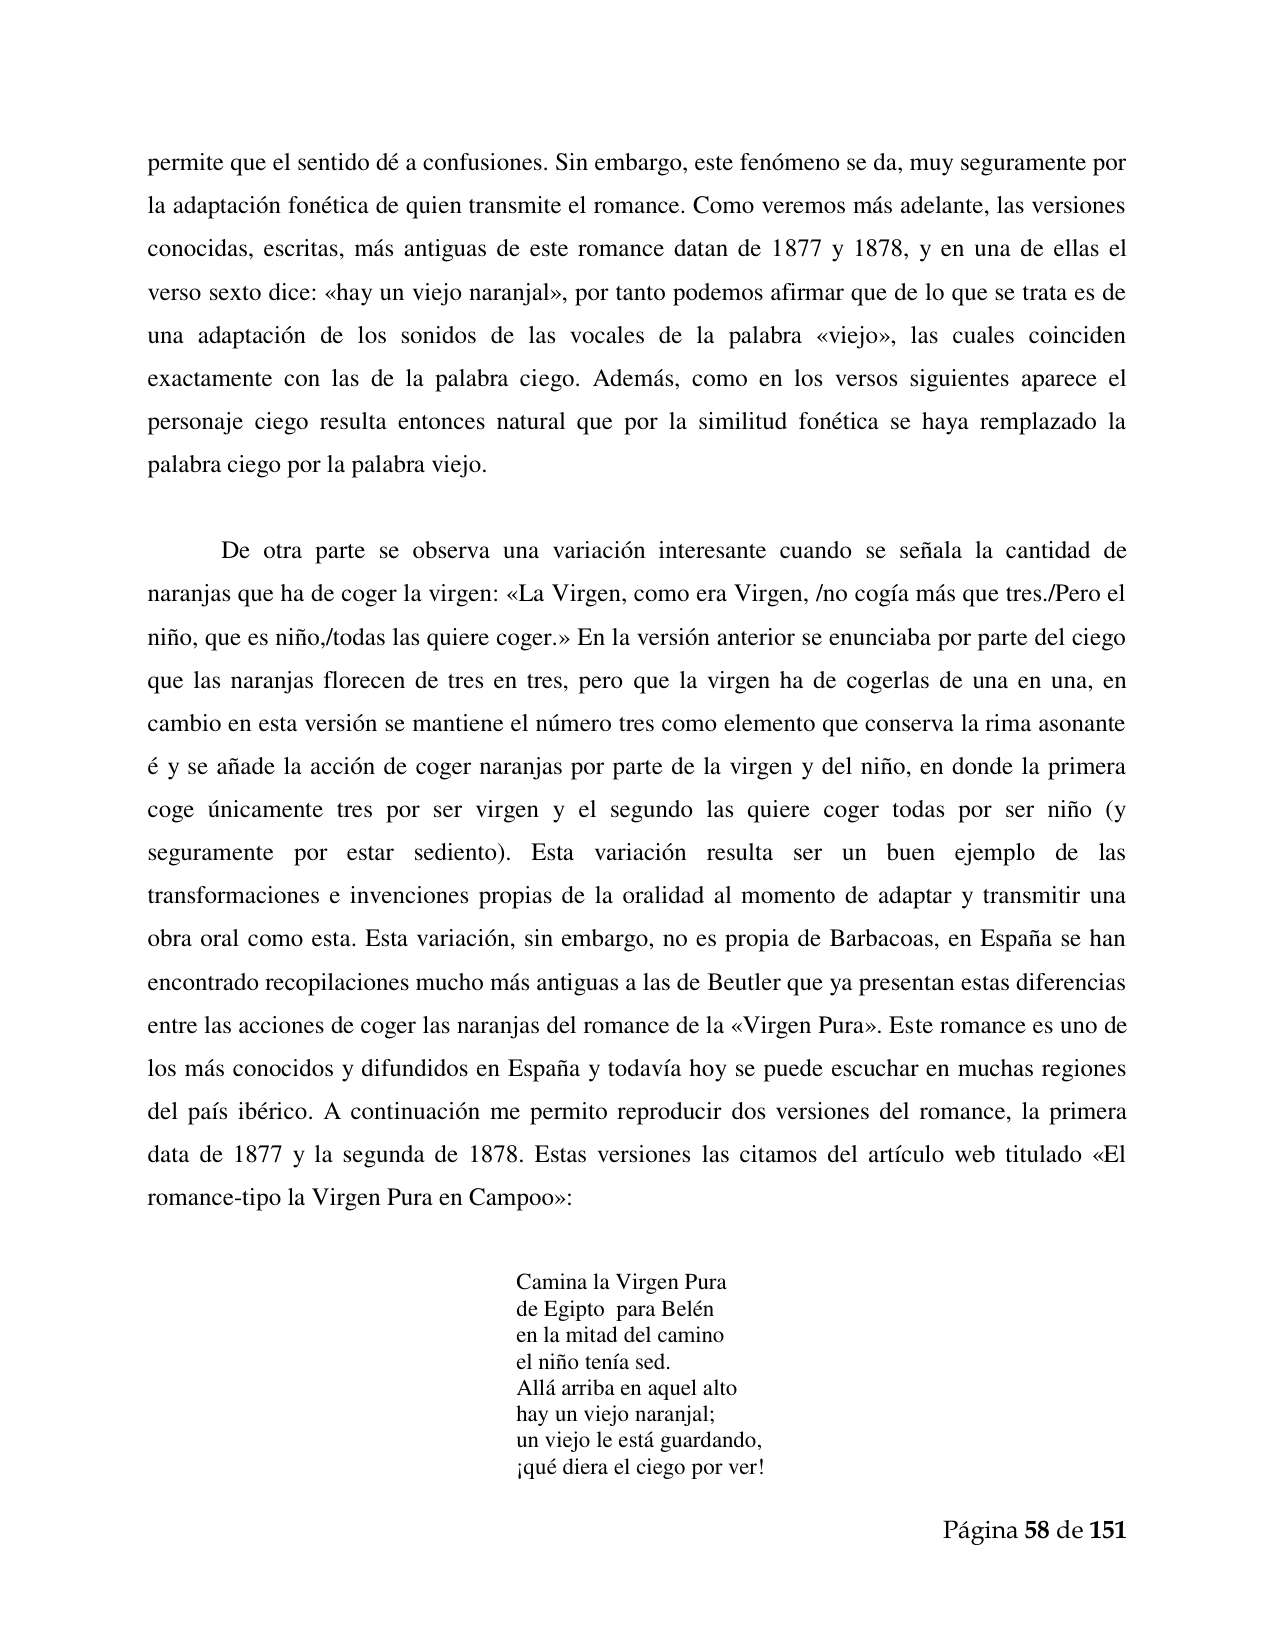 permite que el sentido dé a confusiones. Sin embargo, este fenómeno se da, muy seguramente por
la adaptación fonética de quien transmite el romance. Como veremos más adelante, las versiones
conocidas, escritas, más antiguas de este romance datan de 1877 y 1878, y en una de ellas el
verso sexto dice: «hay un viejo naranjal», por tanto podemos afirmar que de lo que se trata es de
una adaptación de los sonidos de las vocales de la palabra «viejo», las cuales coinciden
exactamente con las de la palabra ciego. Además, como en los versos siguientes aparece el
personaje ciego resulta entonces natural que por la similitud fonética se haya remplazado la
palabra ciego por la palabra viejo.
De otra parte se observa una variación interesante cuando se señala la cantidad de
naranjas que ha de coger la virgen: «La Virgen, como era Virgen, /no cogía más que tres./Pero el
niño, que es niño,/todas las quiere coger.» En la versión anterior se enunciaba por parte del ciego
que las naranjas florecen de tres en tres, pero que la virgen ha de cogerlas de una en una, en
cambio en esta versión se mantiene el número tres como elemento que conserva la rima asonante
é y se añade la acción de coger naranjas por parte de la virgen y del niño, en donde la primera
coge únicamente tres por ser virgen y el segundo las quiere coger todas por ser niño (y
seguramente por estar sediento). Esta variación resulta ser un buen ejemplo de las
transformaciones e invenciones propias de la oralidad al momento de adaptar y transmitir una
obra oral como esta. Esta variación, sin embargo, no es propia de Barbacoas, en España se han
encontrado recopilaciones mucho más antiguas a las de Beutler que ya presentan estas diferencias
entre las acciones de coger las naranjas del romance de la «Virgen Pura». Este romance es uno de
los más conocidos y difundidos en España y todavía hoy se puede escuchar en muchas regiones
del país ibérico. A continuación me permito reproducir dos versiones del romance, la primera
data de 1877 y la segunda de 1878. Estas versiones las citamos del artículo web titulado «El
romance-tipo la Virgen Pura en Campoo»:
Camina la Virgen Pura
de Egipto  para Belén
en la mitad del camino
el niño tenía sed.
Allá arriba en aquel alto
hay un viejo naranjal;
un viejo le está guardando,
¡qué diera el ciego por ver!
Página 58 de 151